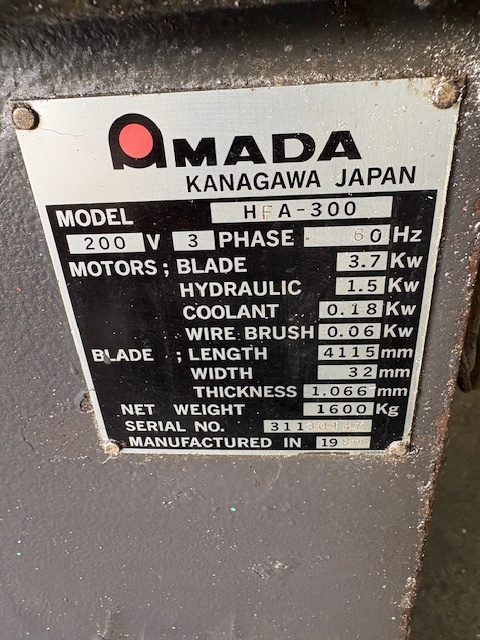 AMADA
KANAGAWA JAPAN
MODEL HFA-300
200 V 3 PHASE 60 Hz
MOTORS ; BLADE 3.7 Kw
HYDRAULIC 1.5 Kw
COOLANT 0.18 Kw
WIRE BRUSH 0.06 Kw
BLADE ; LENGTH 4115 mm
WIDTH 32 mm
THICKNESS 1.066 mm
NET WEIGHT 1600 Kg
SERIAL NO.
MANUFACTURED IN